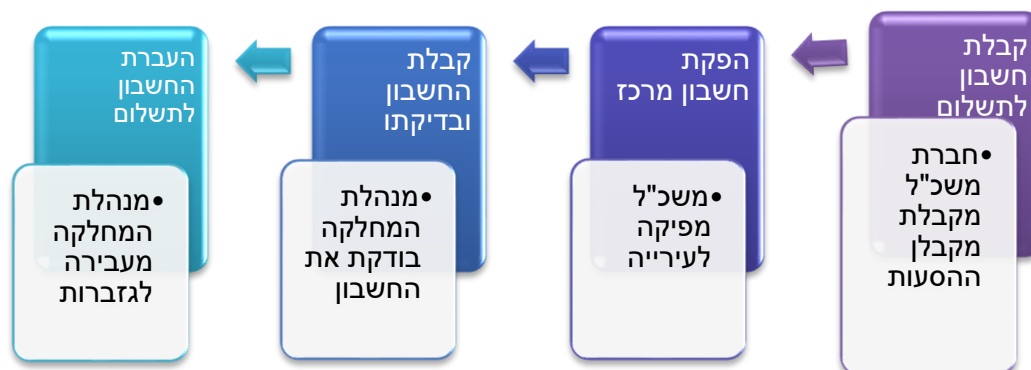 קבלת
חשבון
לתשלום
•חברת
משכ"ל
מקבלת
מקבלן
ההסעות
הפקת
חשבון מרכז
•משכ"ל
מפיקה
לעירייה
קבלת
החשבון
ובדיקתו
•מנהלת
המחלקה
בודקת את
החשבון
העברת
החשבון
לתשלום
•מנהלת
המחלקה
מעבירה
לגזברות